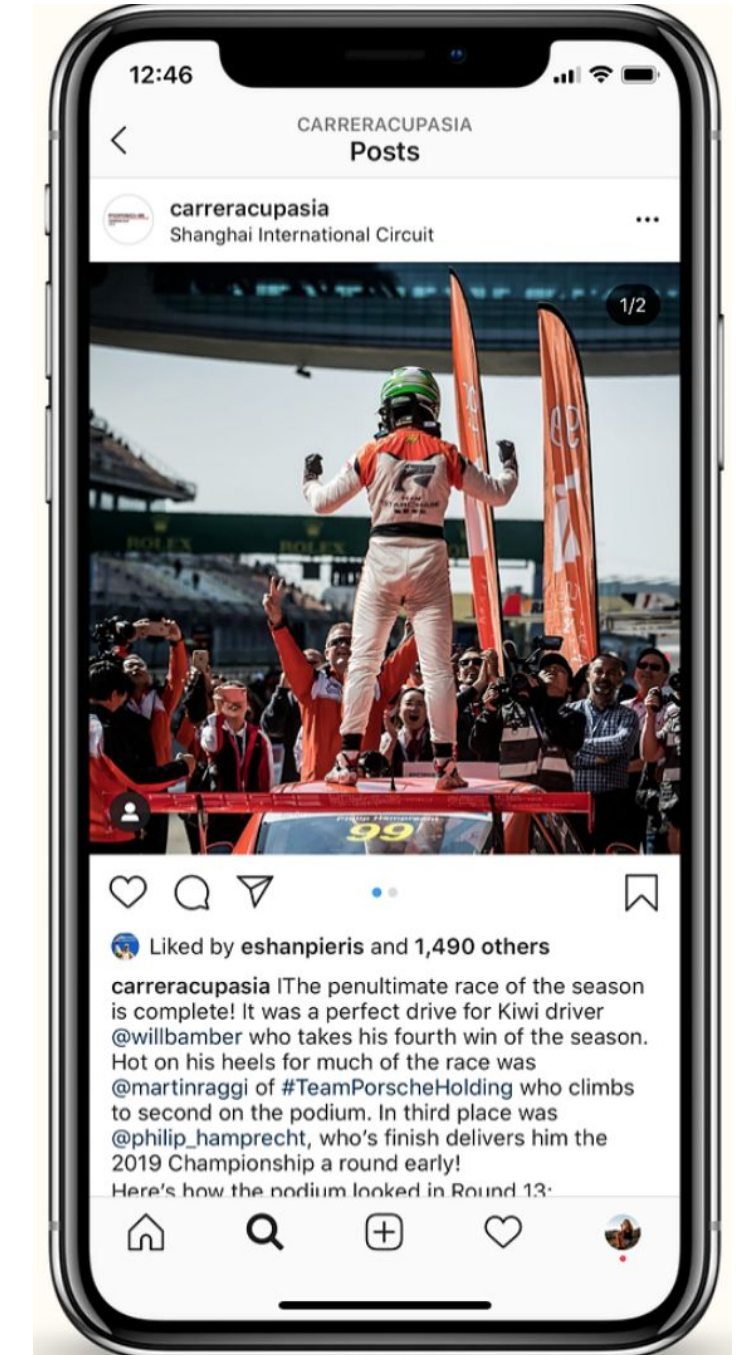 12:46
CARRERACUPASIA
Posts
carreracupasia
Shanghai International Circuit
1/2
ROLEX
ROLEX
TEAM
Philip Hamprecht
99
Liked by eshanpieris and 1,490 others
carreracupasia IThe penultimate race of the season
is complete! It was a perfect drive for Kiwi driver
@willbamber who takes his fourth win of the season.
Hot on his heels for much of the race was
@martinragginge of #TeamPorscheHolding who climbs
to second on the podium. In third place was
@philip_hamprecht, who's finish delivers him the
2019 Championship a round early!
Here's how the podium looked in Round 13: